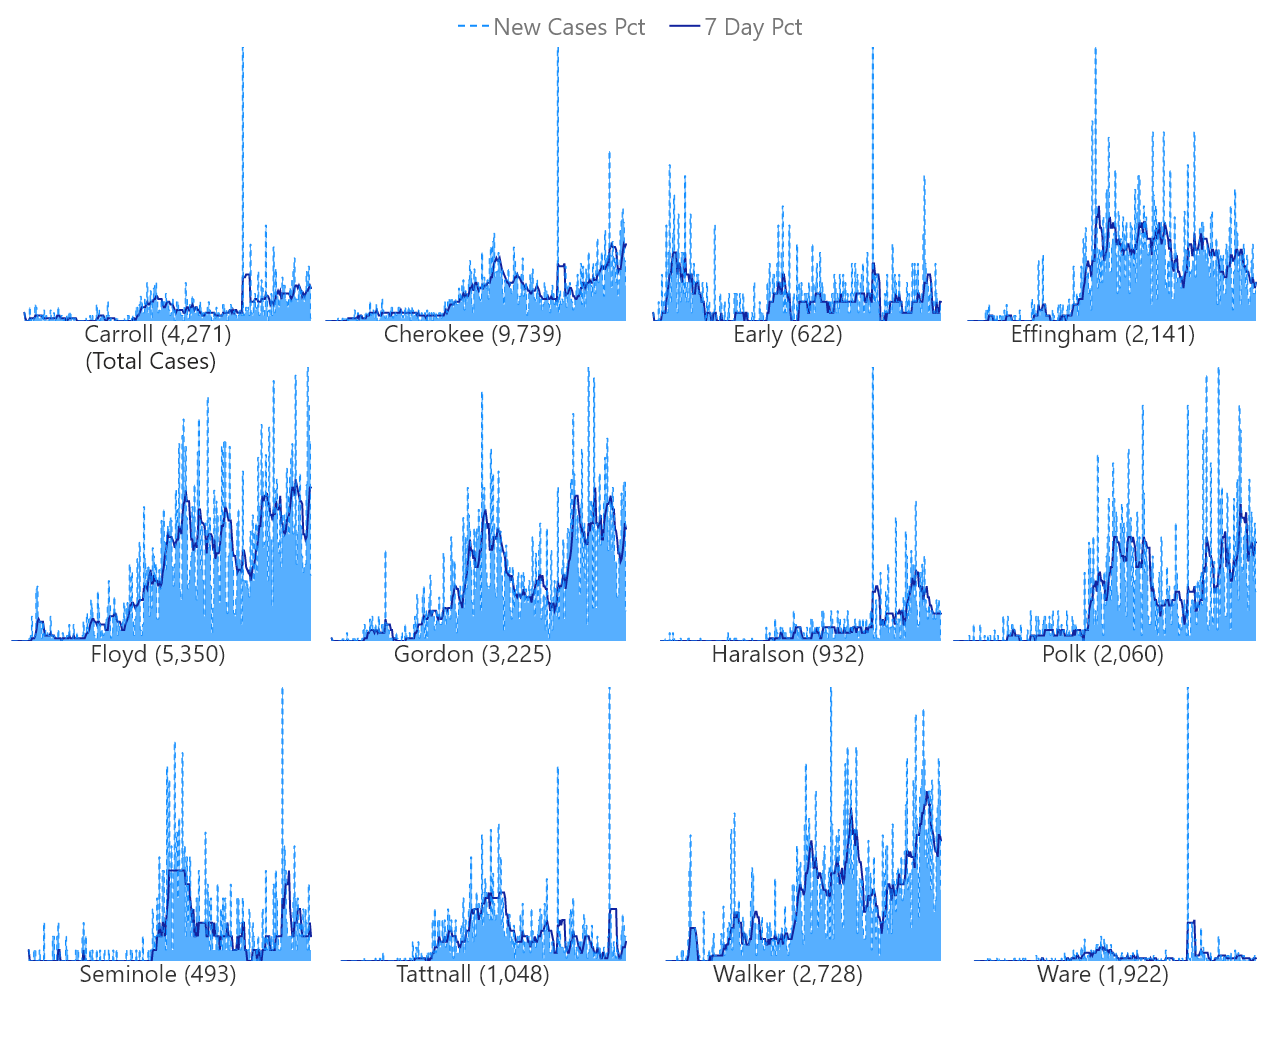 New Cases Pct 7 Day Pct
Carroll (4,271)
(Total Cases)
Cherokee (9,739)
Early (622)
Effingham (2,141)
Floyd (5,350)
Gordon (3,225)
Haralson (932)
Polk (2,060)
Seminole (493)
Tattnall (1,048)
Walker (2,728)
Ware (1,922)